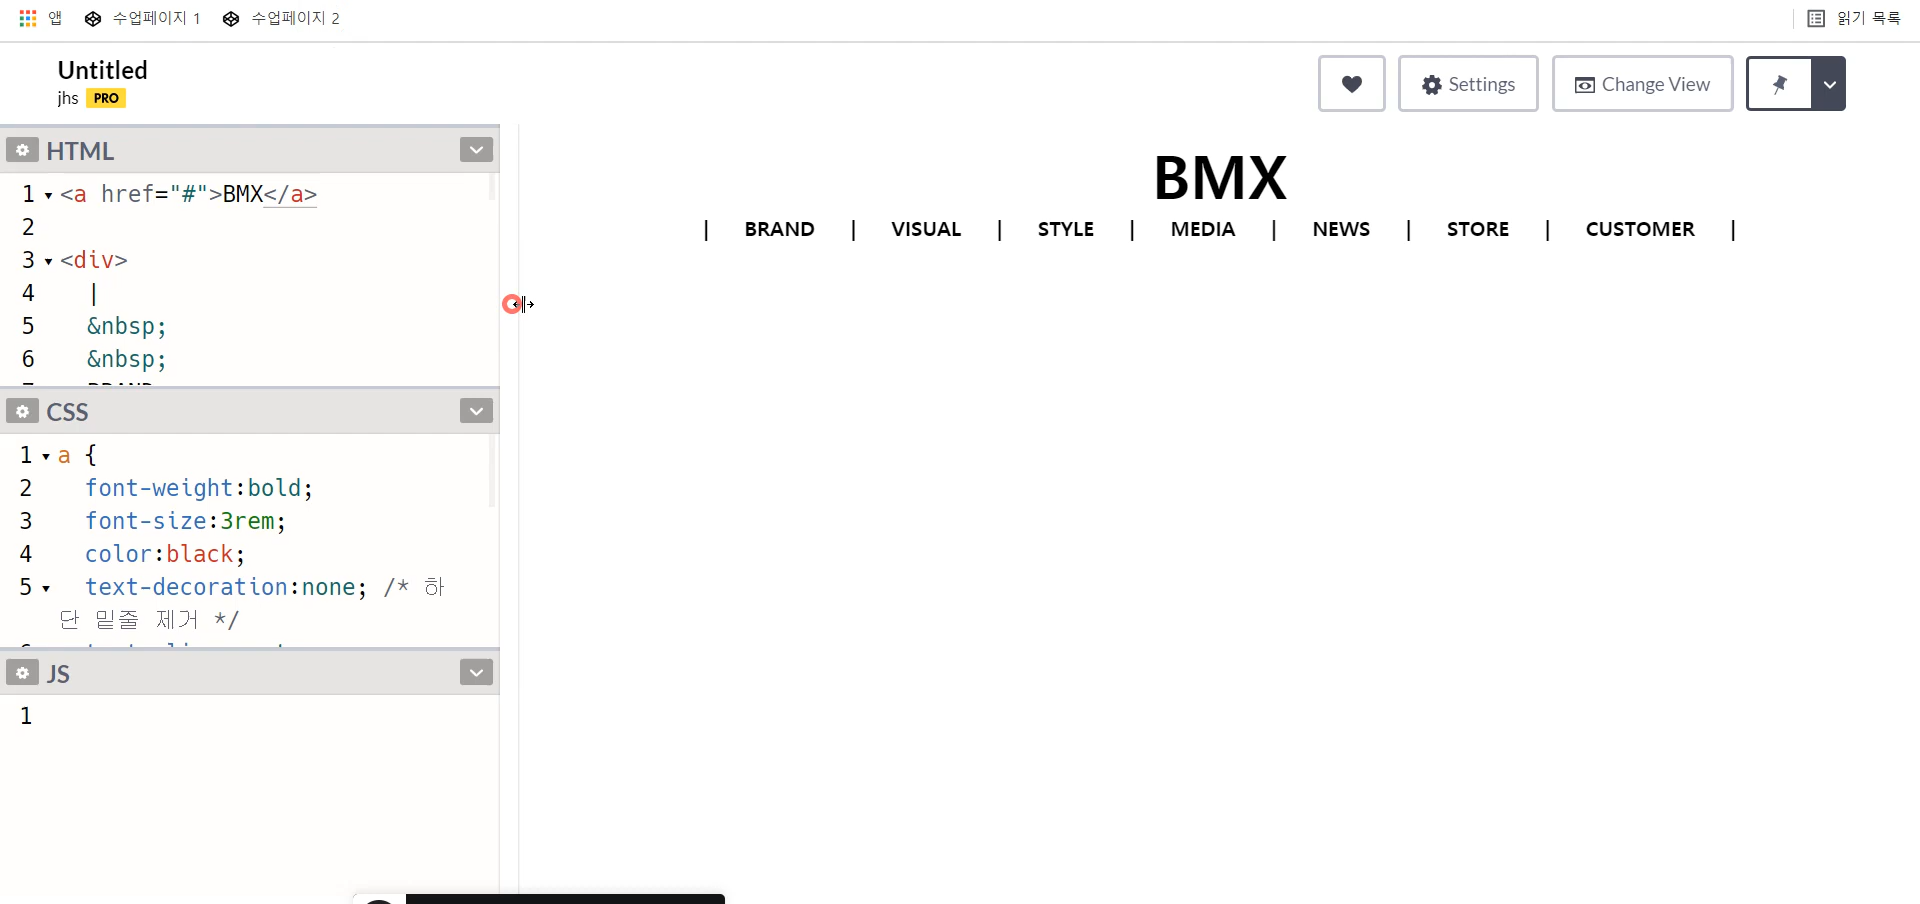 앱 수업페이지 1 수업페이지 2 읽기 목록
Untitled
jhs PRO
Settings Change View
HTML
1 <a href="#">BMX</a>
2
3 <div>
4 |
5 &nbsp;
6 &nbsp;
CSS
1 a {
2 font-weight:bold;
3 font-size:3rem;
4 color:black;
5 text-decoration:none; /* 하
단 밑줄 제거 */
JS
1
BMX
| BRAND | VISUAL | STYLE | MEDIA | NEWS | STORE | CUSTOMER |